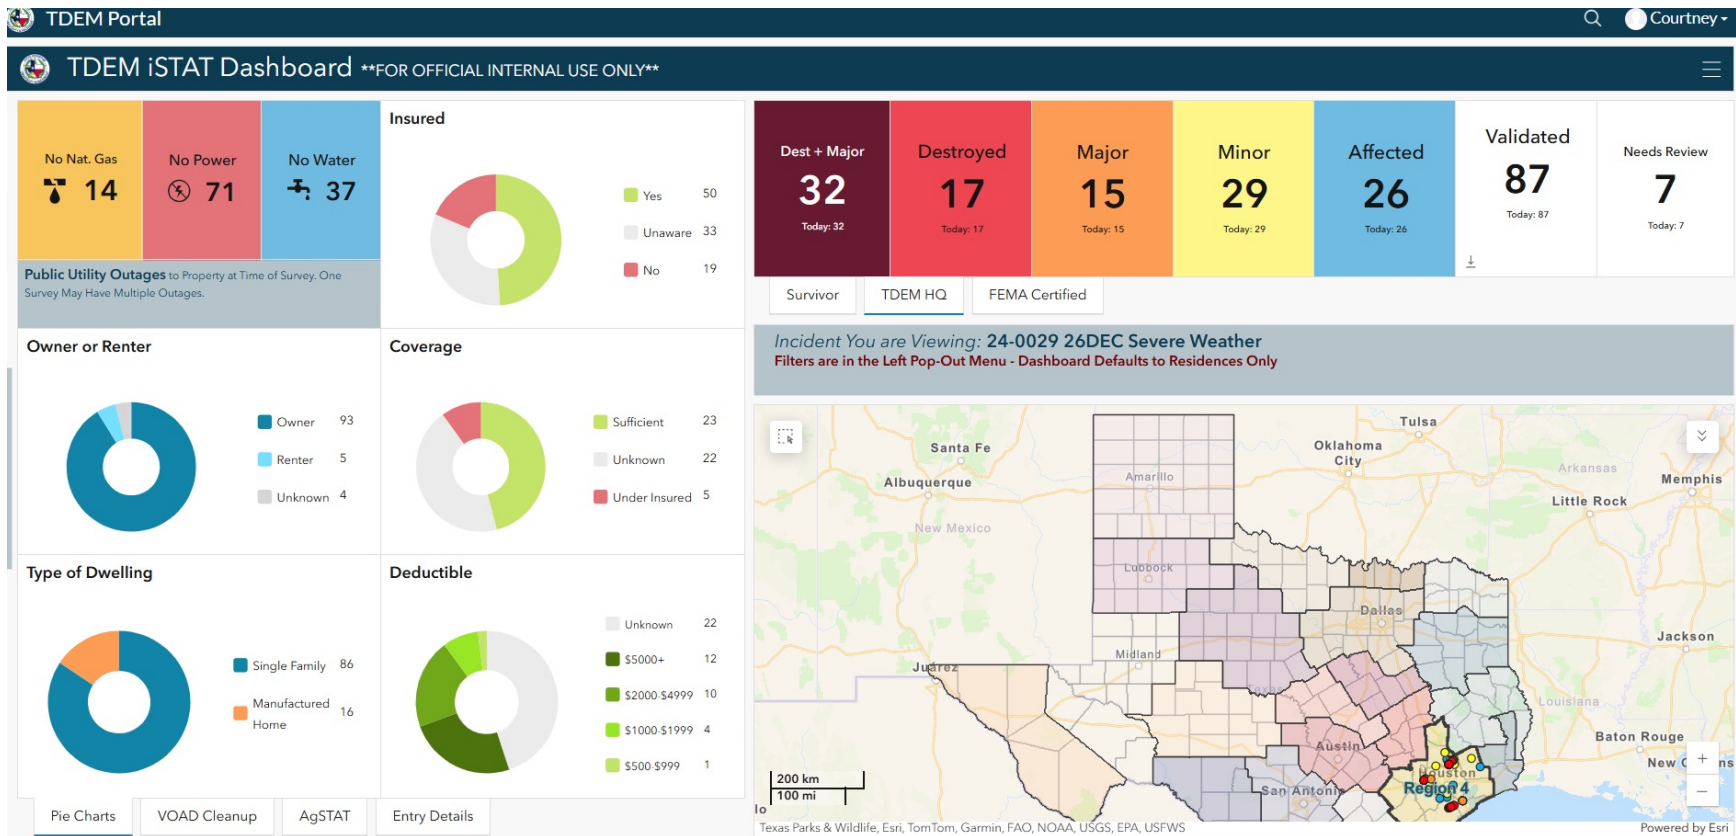 TDEM Portal
Courtney
TDEM iSTAT Dashboard **FOR OFFICIAL INTERNAL USE ONLY**
No Nat. Gas
14
No Power
71
No Water
37
Public Utility Outages to Property at Time of Survey. One
Survey May Have Multiple Outages.
Insured
Yes 50
Unaware 33
No 19
Owner or Renter
Owner 93
Renter 5
Unknown 4
Coverage
Sufficient 23
Unknown 22
Under Insured 5
Type of Dwelling
Single Family 86
Manufactured
Home
16
Deductible
Unknown 22
$5000+ 12
$2000-$4999 10
$1000-$1999 4
$500-$999 1
Pie Charts
VOAD Cleanup
AgSTAT
Entry Details
Dest + Major
32
Today: 32
Destroyed
17
Today: 17
Major
15
Today: 15
Minor
29
Today: 29
Affected
26
Today: 26
Validated
87
Today: 87
Needs Review
7
Today: 7
Survivor
TDEM HQ
FEMA Certified
Incident You are Viewing: 24-0029 26DEC Severe Weather
Filters are in the Left Pop-Out Menu - Dashboard Defaults to Residences Only
Tulsa
Santa Fe
Oklahoma
City
Amarillo
Arkansas
Albuquerque
Memphis
Little Rock
New Mexico
Lubbock
Dallas
Jackson
Midland
Juárez
Texas
Louisiana
Baton Rouge
Austin
New
ns
Houston
200 km
100 mi
San Antonio
Region 4
lo
Texas Parks & Wildlife, Esri, TomTom, Garmin, FAO, NOAA, USGS, EPA, USFWS
Powered by Esri